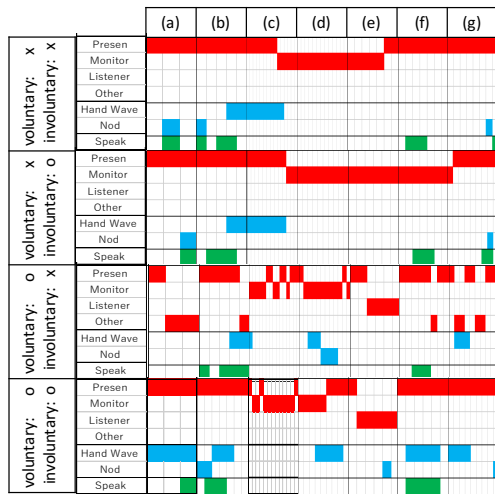 (a) (b) (c) (d) (e) (f) (g)
voluntary: x
involuntary: x
Presen
Monitor
Listener
Other
Hand Wave
Nod
Speak
voluntary: x
involuntary: o
Presen
Monitor
Listener
Other
Hand Wave
Nod
Speak
voluntary: o
involuntary: x
Presen
Monitor
Listener
Other
Hand Wave
Nod
Speak
voluntary: o
involuntary: o
Presen
Monitor
Listener
Other
Hand Wave
Nod
Speak